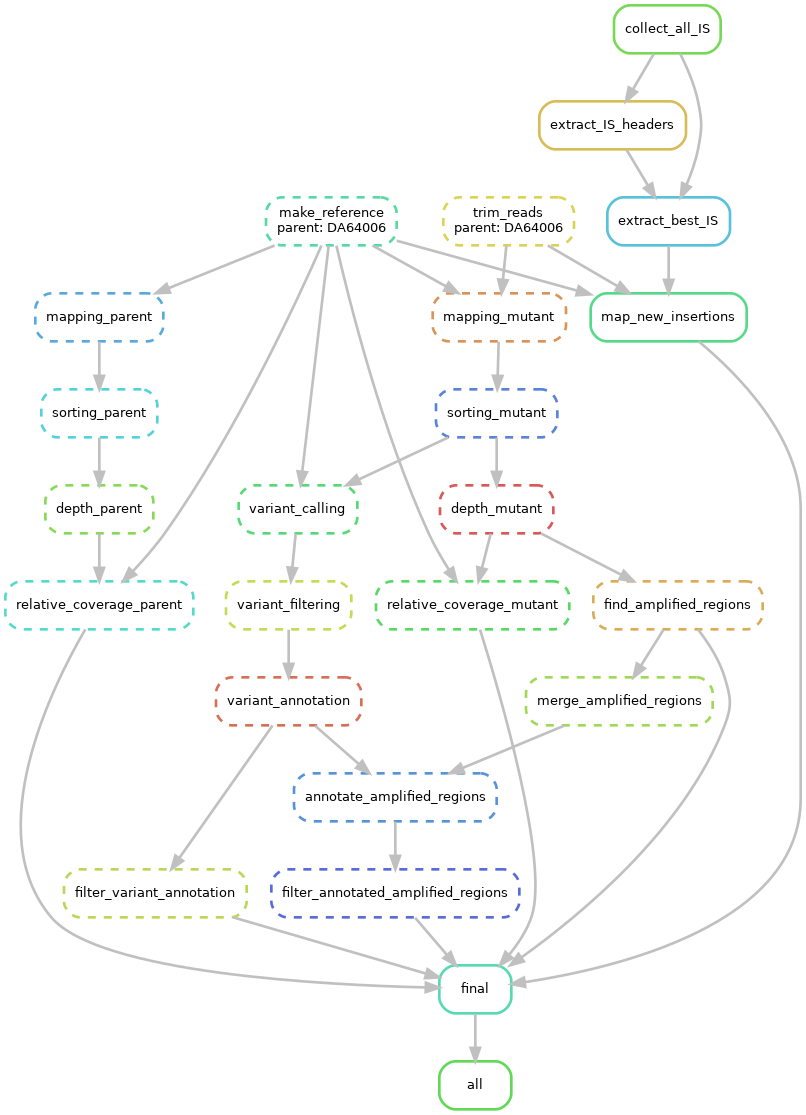 collect_all_IS
extract_IS_headers
make_reference
parent: DA64006
trim_reads
parent: DA64006
extract_best_IS
mapping_parent
mapping_mutant
map_new_insertions
sorting_parent
sorting_mutant
depth_parent
variant_calling
depth_mutant
relative_coverage_parent
variant_filtering
relative_coverage_mutant
find_amplified_regions
variant_annotation
merge_amplified_regions
annotate_amplified_regions
filter_variant_annotation
filter_annotated_amplified_regions
final
all